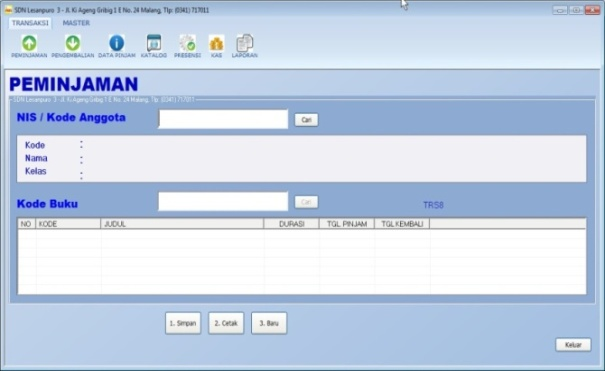 SDN Lesanpuro 3 - Jl. Ki Ageng Gribig 1 E No. 24 Malang, Tlp: (0341) 717011
TRANSAKSI MASTER
PEMINJAMAN PENGEMBALIAN DATA PINJAM KATALOG PRESENSI KAS LAPORAN
PEMINJAMAN
SDN Lesanpuro 3 - Jl. Ki Ageng Gribig 1 E No. 24 Malang, Tlp: (0341) 717011
NIS / Kode Anggota Cari
Kode :
Nama :
Kelas :
Kode Buku Cari TRS8
NO KODE JUDUL DURASI TGL PINJAM TGL KEMBALI
1. Simpan 2. Cetak 3. Baru
Keluar